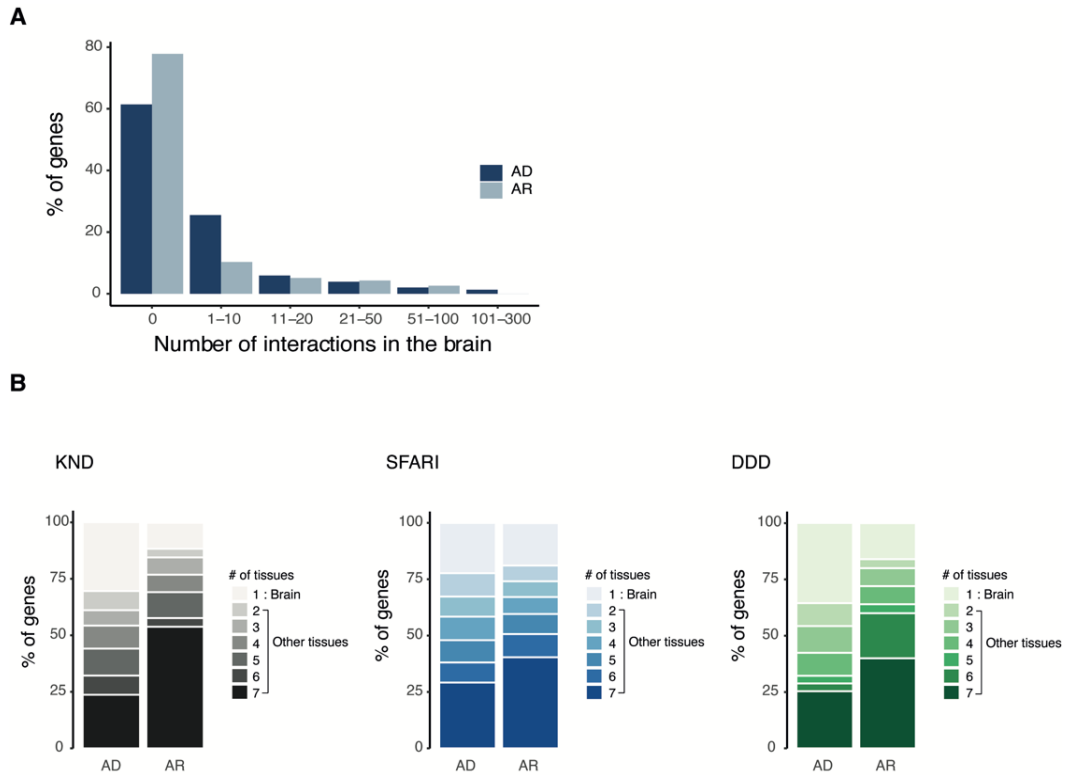 A
80
60
40
20
0
% of genes
AD
AR
0 1–10 11–20 21–50 51–100 101–300
Number of interactions in the brain
B
KND
100
75
50
25
0
% of genes
AD AR
# of tissues
1 : Brain
2
3
4
5
6
7
Other tissues
SFARI
100
75
50
25
0
% of genes
AD AR
# of tissues
1 : Brain
2
3
4
5
6
7
Other tissues
DDD
100
75
50
25
0
% of genes
AD AR
# of tissues
1 : Brain
2
3
4
5
6
7
Other tissues